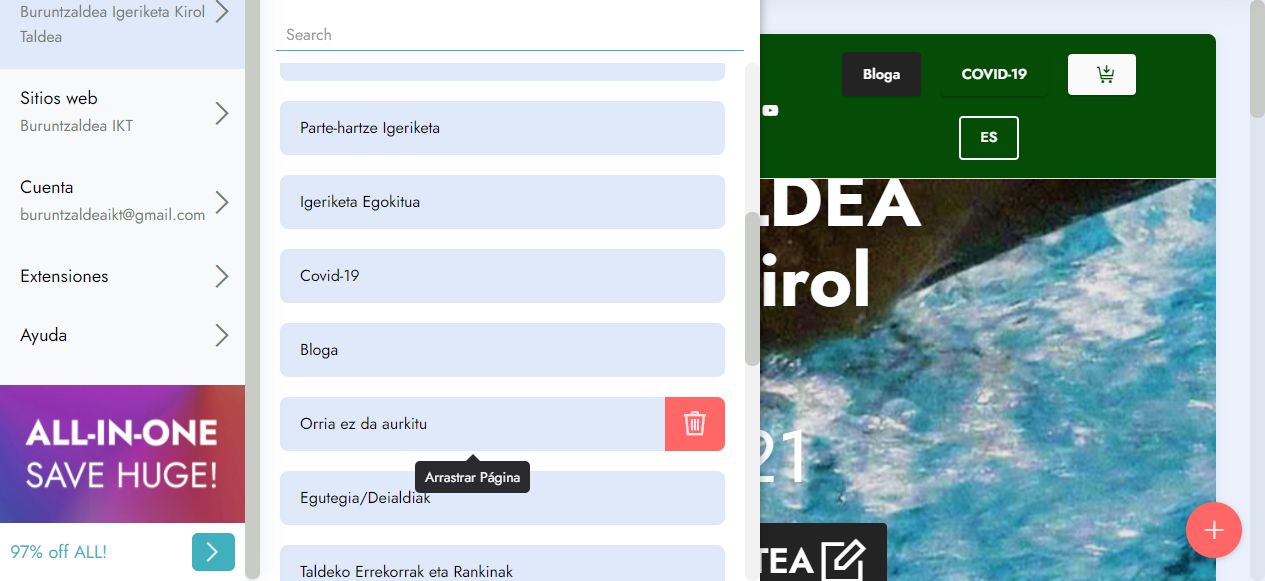 Buruntzaldea Igeriketa Kirol
Taldea
Sitios web
Buruntzaldea IKT
Cuenta
buruntzaldeaikt@gmail.com
Extensiones
Ayuda
ALL-IN-ONE
SAVE HUGE!
97% off ALL!
Search
Parte-hartze Igeriketa
Igeriketa Egokitua
Covid-19
Bloga
Orria ez da aurkitu
Arrastrar Página
Egutegia/Deialdiak
Taldeko Errekorrak eta Rankinak
Bloga
COVID-19
ES
LDEA
irol
21
TEA